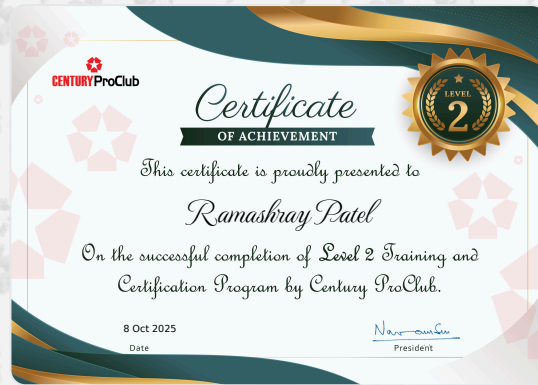 CENTURY ProClub
Certificate
OF ACHIEVEMENT
LEVEL
2
This certificate is proudly presented to
Ramashray Patel
On the successful completion of Level 2 Training and
Certification Program by Century ProClub.
8 Oct 2025
Date
President